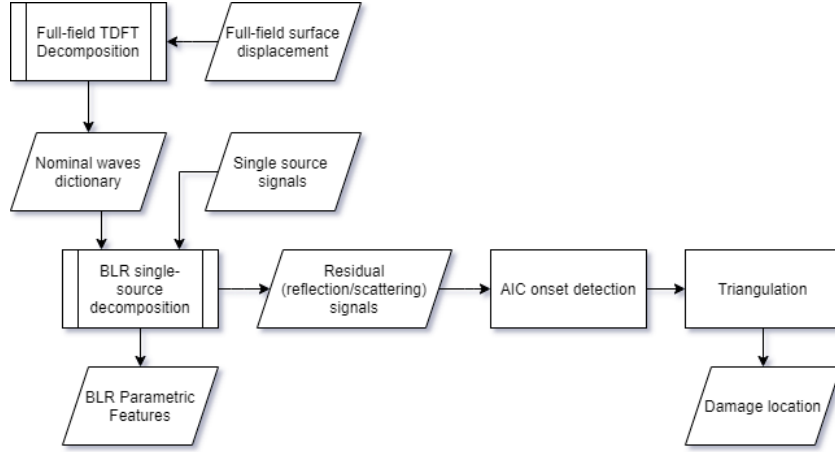 Full-field TDFT
Decomposition
Full-field surface
displacement
Nominal waves
dictionary
Single source
signals
BLR single-
source
decomposition
Residual
(reflection/scattering)
signals
AIC onset detection
Triangulation
BLR Parametric
Features
Damage location